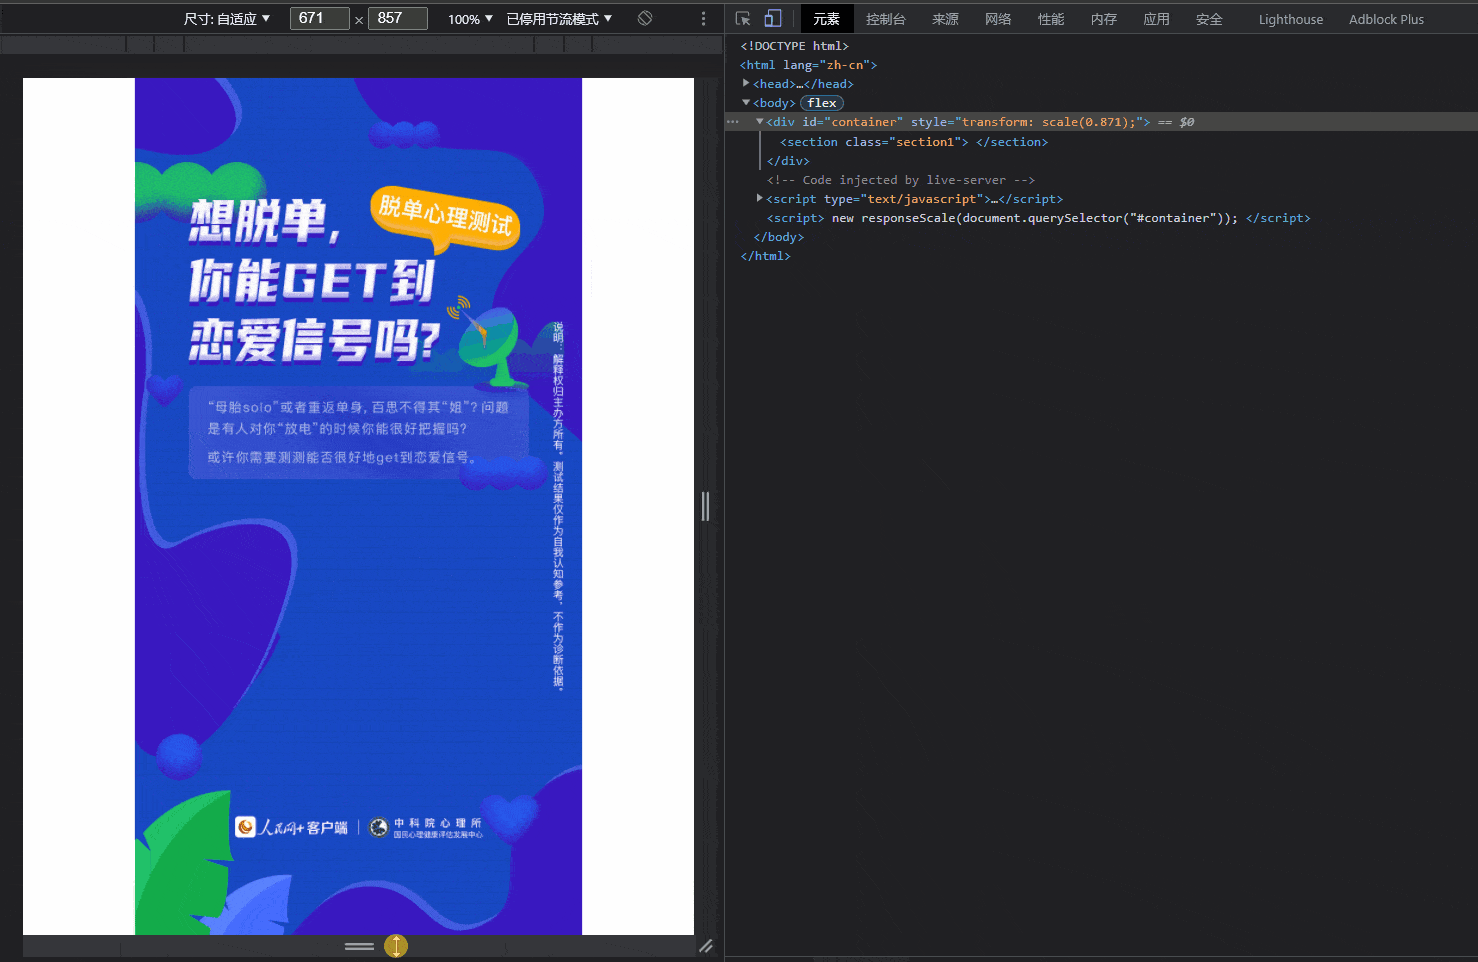 尺寸: 自适应 ▼ 671 × 857 100% ▼ 已停用节流模式 ▼
元素 控制台 来源 网络 性能 内存 应用 安全 Lighthouse Adblock Plus
脱单心理测试
想脱单,
你能GET到
恋爱信号吗?
“母胎solo”或者重返单身, 百思不得其“姐”? 问题
是有人对你“放电”的时候你能很好把握吗?
或许你需要测测能否很好地get到恋爱信号。
说明: 解释权归主办方所有。测试结果仅作为自我认知参考, 不作为诊断依据。
人民网+客户端 | 中科院心理所
国民心理健康评估发展中心
<!DOCTYPE html>
<html lang="zh-cn">
<head>…</head>
<body> flex
<div id="container" style="transform: scale(0.871);"> == $0
<section class="section1"> </section>
</div>
<!-- Code injected by live-server -->
<script type="text/javascript">…</script>
<script> new responseScale(document.querySelector("#container")); </script>
</body>
</html>